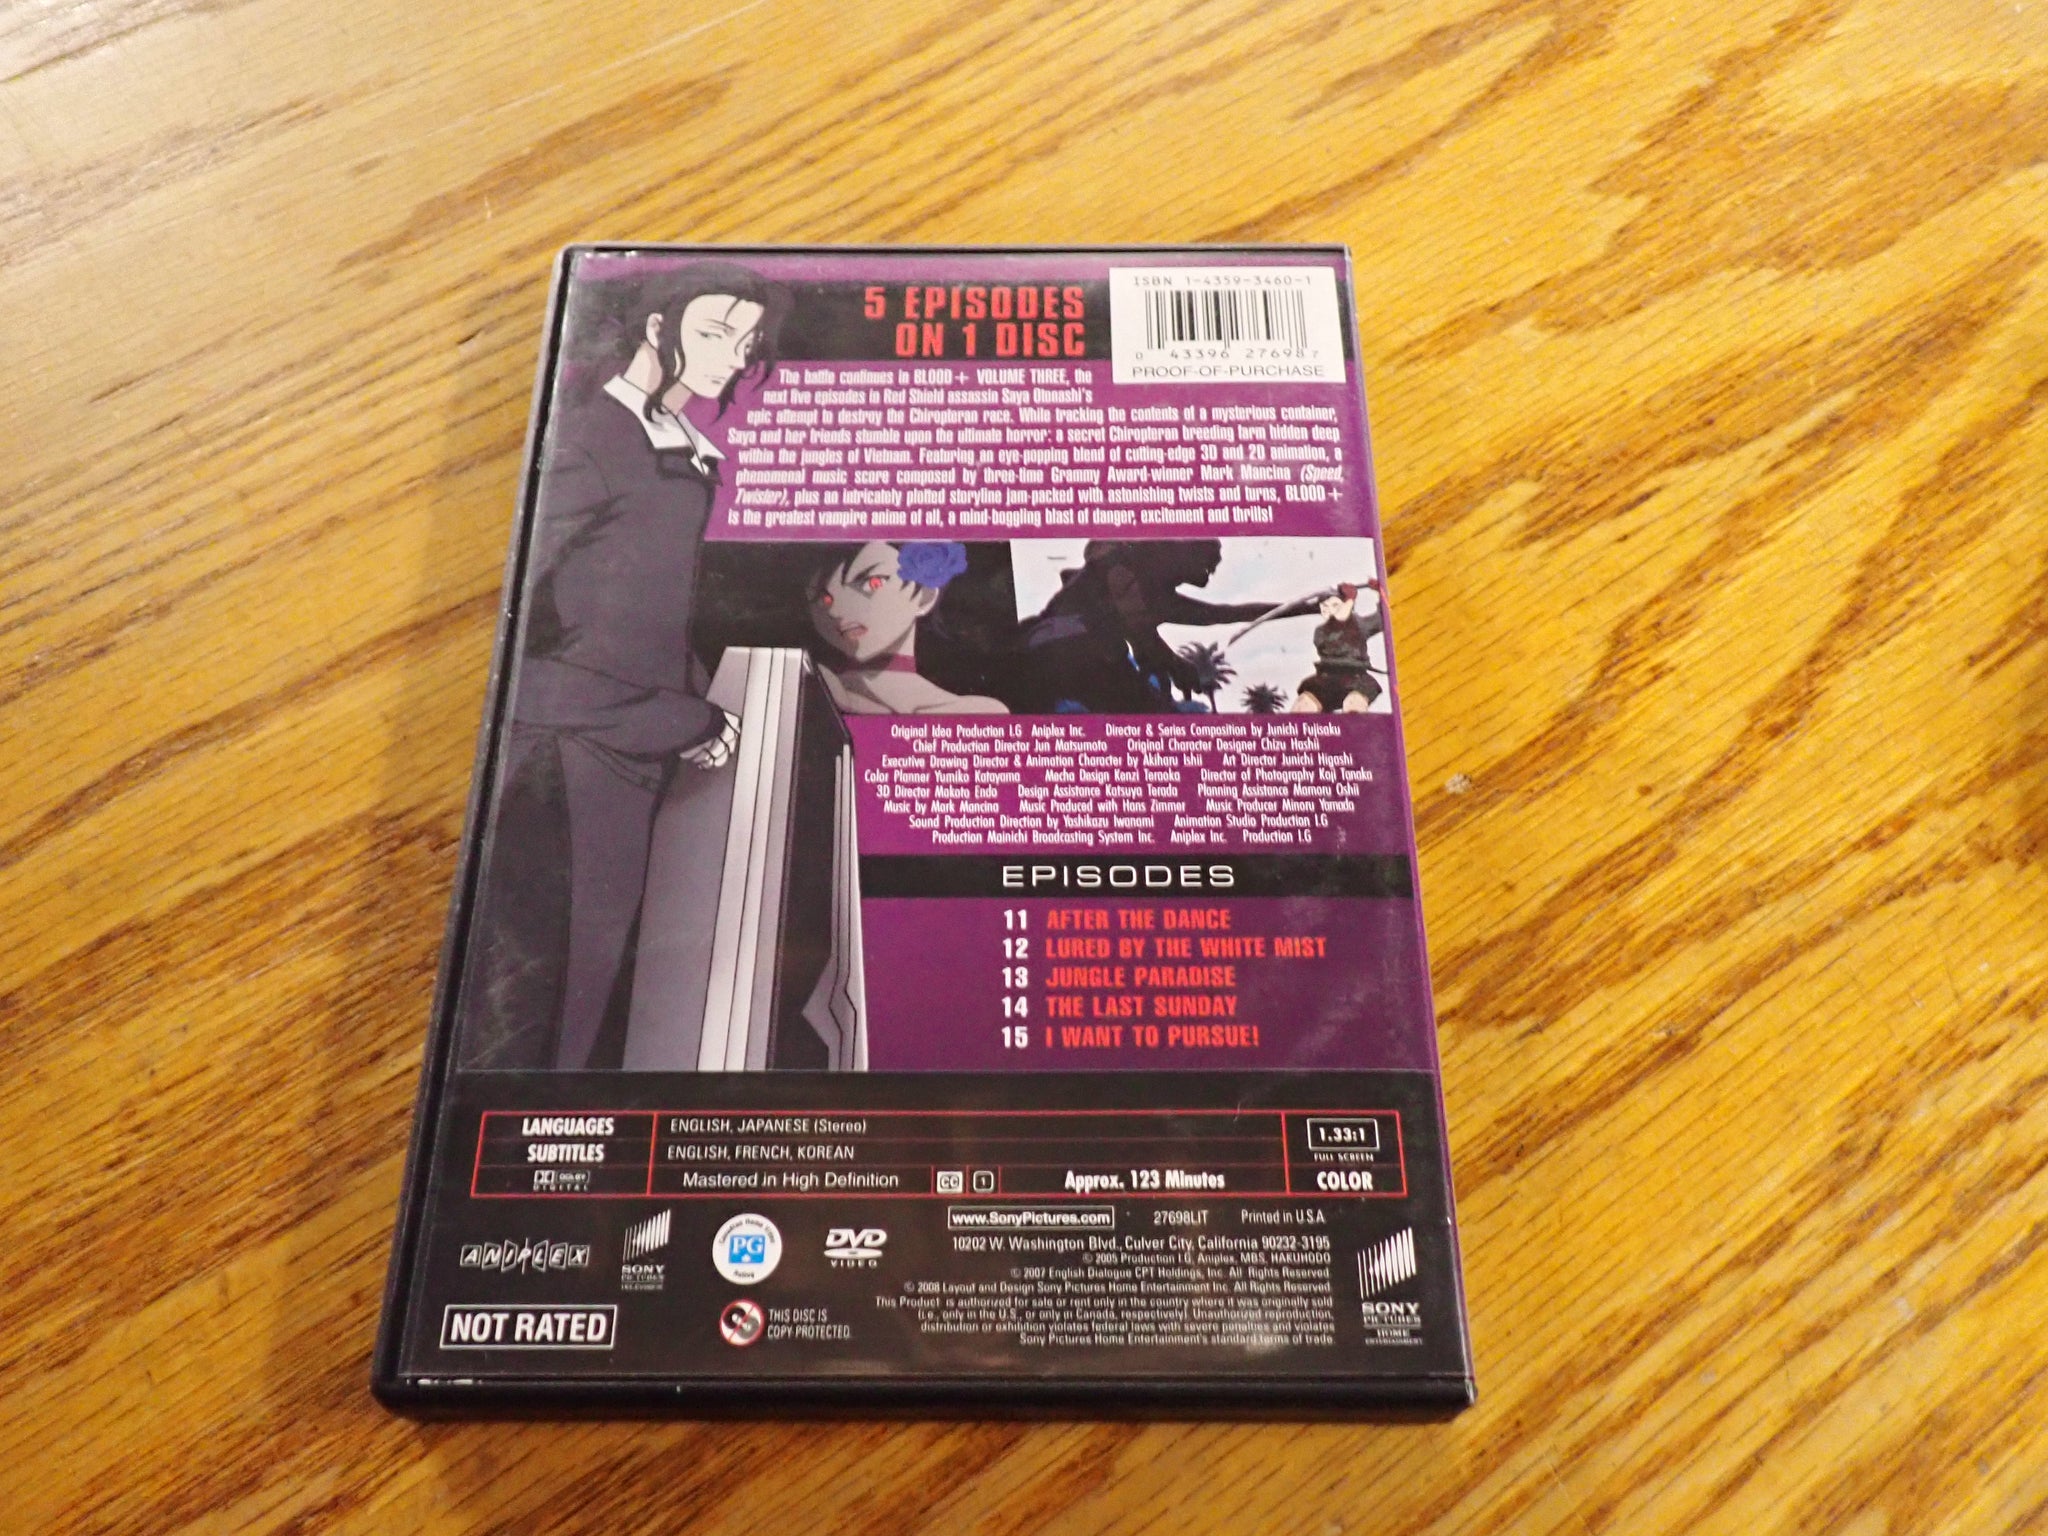 5 EPISODES
ON 1 DISC
ISBN 1-4359-3460-1
0 43396 27698 7
PROOF-OF-PURCHASE
The battle continues in BLOOD+ VOLUME THREE, the
next five episodes in Red Shield assassin Saya Otonashi's
epic attempt to destroy the Chiropteran race. While tracking the contents of a mysterious container,
Saya and her friends stumble upon the ultimate horror: a secret Chiropteran breeding farm hidden deep
within the jungles of Vietnam. Featuring an eye-popping blend of cutting-edge 3D and 2D animation, a
phenomenal music score composed by three-time Grammy Award-winner Mark Mancina (Speed,
Twister), plus an intricately plotted storyline jam-packed with astonishing twists and turns, BLOOD+
is the greatest vampire anime of all, a mind-boggling blast of danger, excitement and thrills!
Original Idea Production I.G Aniplex Inc. Director & Series Composition by Junichi Fujisaku
Chief Production Director Jun Matsumoto Original Character Designer Chizu Hashii
Executive Drawing Director & Animation Character by Akiharu Ishii Art Director Junichi Higashi
Color Planner Yumiko Katayama Mecha Design Kenzi Teraoka Director of Photography Koji Tanaka
3D Director Makoto Endo Design Assistance Katsuya Terada Planning Assistance Mamoru Oshii
Music by Mark Mancina Music Produced with Hans Zimmer Music Producer Minoru Yamada
Sound Production Direction by Yoshikazu Iwanami Animation Studio Production I.G
Production Mainichi Broadcasting System Inc. Aniplex Inc. Production I.G
EPISODES
11 AFTER THE DANCE
12 LURED BY THE WHITE MIST
13 JUNGLE PARADISE
14 THE LAST SUNDAY
15 I WANT TO PURSUE!
LANGUAGES ENGLISH, JAPANESE (Stereo)
SUBTITLES ENGLISH, FRENCH, KOREAN
DOLBY DIGITAL Mastered in High Definition CC 1 Approx. 123 Minutes
1.33:1
FULL SCREEN
COLOR
ANIPLEX
SONY
PICTURES
TELEVISION
Canadian Home Video
PG
DVD
VIDEO
www.SonyPictures.com 27698LIT Printed in U.S.A.
10202 W. Washington Blvd., Culver City, California 90232-3195
© 2005 Production I.G, Aniplex, MBS, HAKUHODO
© 2007 English Dialogue CPT Holdings, Inc. All Rights Reserved.
© 2008 Layout and Design Sony Pictures Home Entertainment Inc. All Rights Reserved.
This Product is authorized for sale or rent only in the country where it was originally sold
(i.e., only in the U.S., or only in Canada, respectively). Unauthorized reproduction,
distribution or exhibition violates federal laws with severe penalties and violates
Sony Pictures Home Entertainment's standard terms of trade.
NOT RATED
THIS DISC IS
COPY PROTECTED
SONY
PICTURES
HOME
ENTERTAINMENT